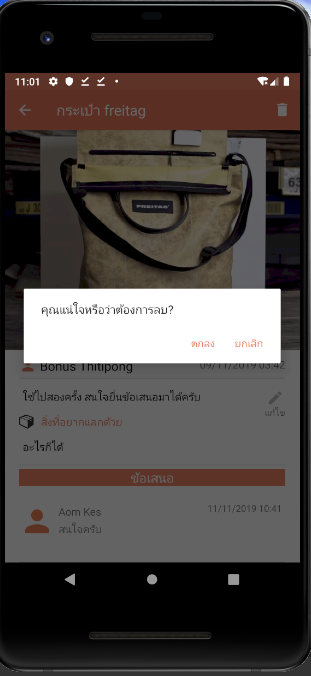 11:01
กระเป๋า freitag
FREITAG
63
คุณแน่ใจหรือว่าต้องการลบ?
ตกลง ยกเลิก
Bonus Thitipong 09/11/2019 03:42
ใช้ไปสองครั้ง สนใจยื่นข้อเสนอมาได้ครับ
แก้ไข
สิ่งที่อยากแลกด้วย
อะไรก็ได้
ข้อเสนอ
Aom Kes 11/11/2019 10:41
สนใจครับ